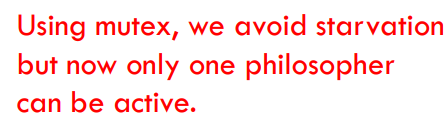 Using mutex, we avoid starvation
but now only one philosopher
can be active.